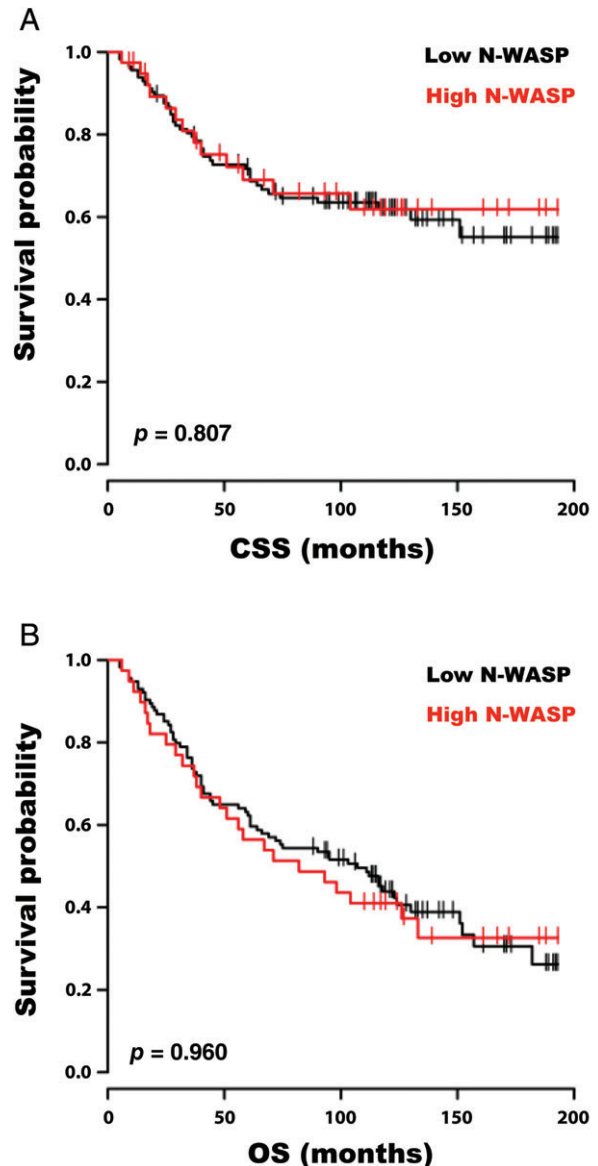 A
Low N-WASP
High N-WASP
Survival probability
1.0
0.8
0.6
0.4
0.2
0.0
p = 0.807
0 50 100 150 200
CSS (months)
B
Low N-WASP
High N-WASP
Survival probability
1.0
0.8
0.6
0.4
0.2
0.0
p = 0.960
0 50 100 150 200
OS (months)